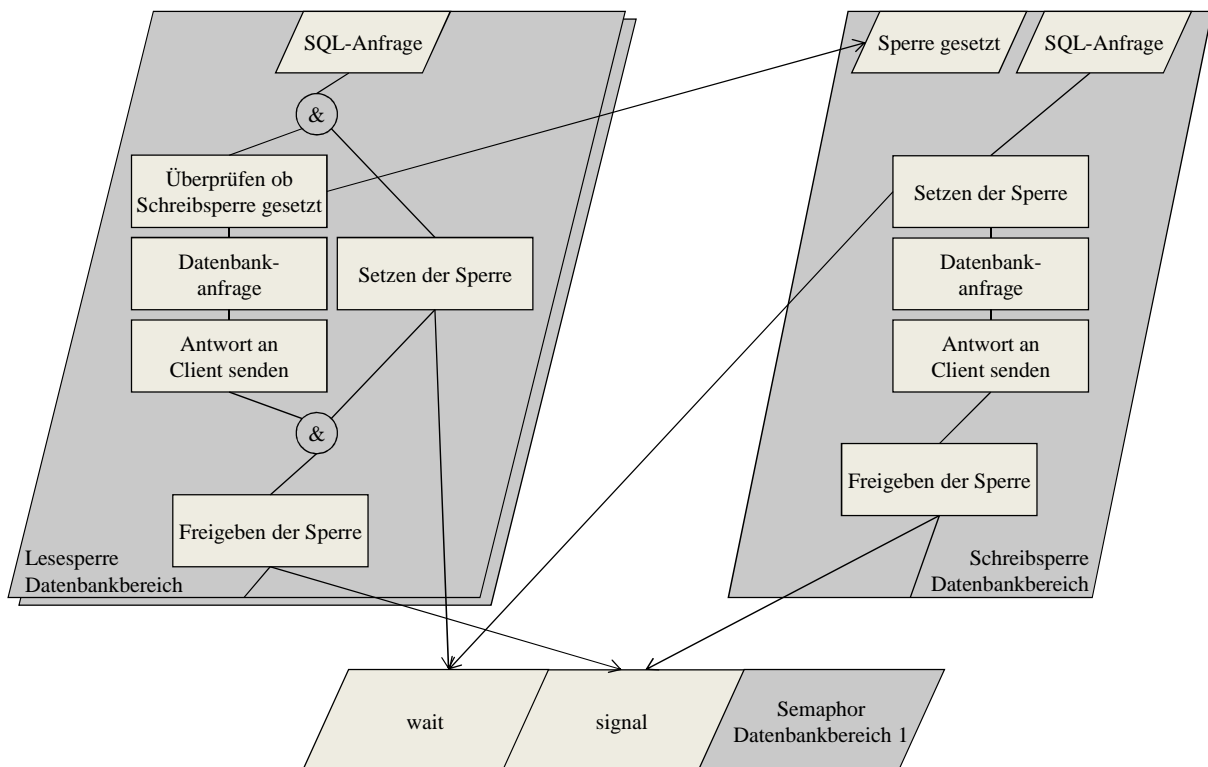 SQL-Anfrage
&
Überprüfen ob
Schreibsperre gesetzt
Datenbank-
anfrage
Setzen der Sperre
Antwort an
Client senden
&
Freigeben der Sperre
Lesesperre
Datenbankbereich
Sperre gesetzt
SQL-Anfrage
Setzen der Sperre
Datenbank-
anfrage
Antwort an
Client senden
Freigeben der Sperre
Schreibsperre
Datenbankbereich
wait
signal
Semaphor
Datenbankbereich 1